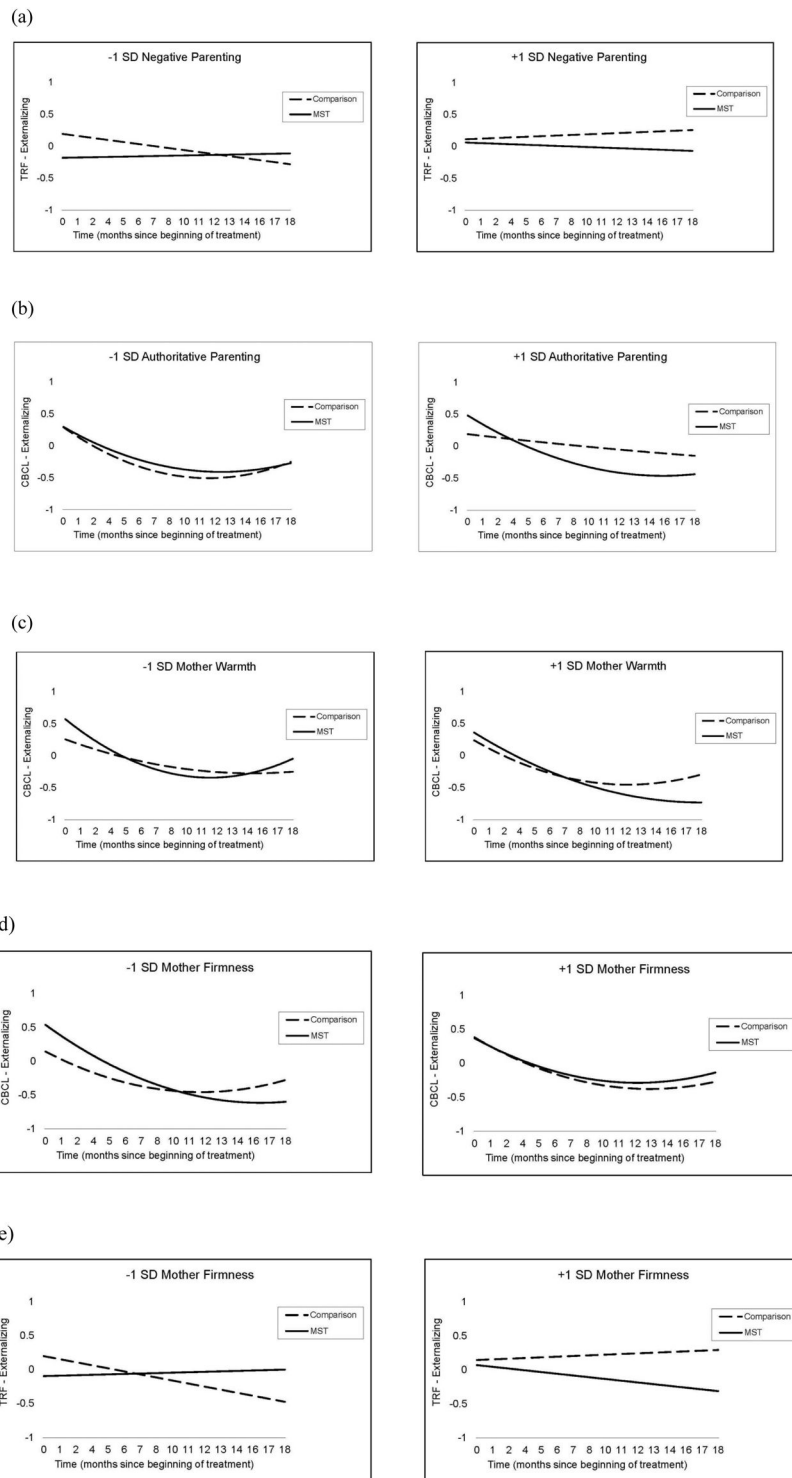 (a)
-1 SD Negative Parenting
1
0.5
0
-0.5
-1
TRF - Externalizing
Comparison
MST
0 1 2 4 5 6 7 8 10 11 12 13 14 16 17 18
Time (months since beginning of treatment)
+1 SD Negative Parenting
1
0.5
0
-0.5
-1
TRF - Externalizing
Comparison
MST
0 1 2 4 5 6 7 8 10 11 12 13 14 16 17 18
Time (months since beginning of treatment)
(b)
-1 SD Authoritative Parenting
1
0.5
0
-0.5
-1
CBCL - Externalizing
Comparison
MST
0 1 2 4 5 6 7 8 10 11 12 13 14 16 17 18
Time (months since beginning of treatment)
+1 SD Authoritative Parenting
1
0.5
0
-0.5
-1
CBCL - Externalizing
Comparison
MST
0 1 2 4 5 6 7 8 10 11 12 13 14 16 17 18
Time (months since beginning of treatment)
(c)
-1 SD Mother Warmth
1
0.5
0
-0.5
-1
CBCL - Externalizing
Comparison
MST
0 1 2 4 5 6 7 8 10 11 12 13 14 16 17 18
Time (months since beginning of treatment)
+1 SD Mother Warmth
1
0.5
0
-0.5
-1
CBCL - Externalizing
Comparison
MST
0 1 2 4 5 6 7 8 10 11 12 13 14 16 17 18
Time (months since beginning of treatment)
d)
-1 SD Mother Firmness
1
0.5
0
-0.5
-1
CBCL - Externalizing
Comparison
MST
0 1 2 4 5 6 7 8 10 11 12 13 14 16 17 18
Time (months since beginning of treatment)
+1 SD Mother Firmness
1
0.5
0
-0.5
-1
CBCL - Externalizing
Comparison
MST
0 1 2 4 5 6 7 8 10 11 12 13 14 16 17 18
Time (months since beginning of treatment)
e)
-1 SD Mother Firmness
1
0.5
0
-0.5
-1
TRF - Externalizing
Comparison
MST
0 1 2 4 5 6 7 8 10 11 12 13 14 16 17 18
Time (months since beginning of treatment)
+1 SD Mother Firmness
1
0.5
0
-0.5
-1
TRF - Externalizing
Comparison
MST
0 1 2 4 5 6 7 8 10 11 12 13 14 16 17 18
Time (months since beginning of treatment)